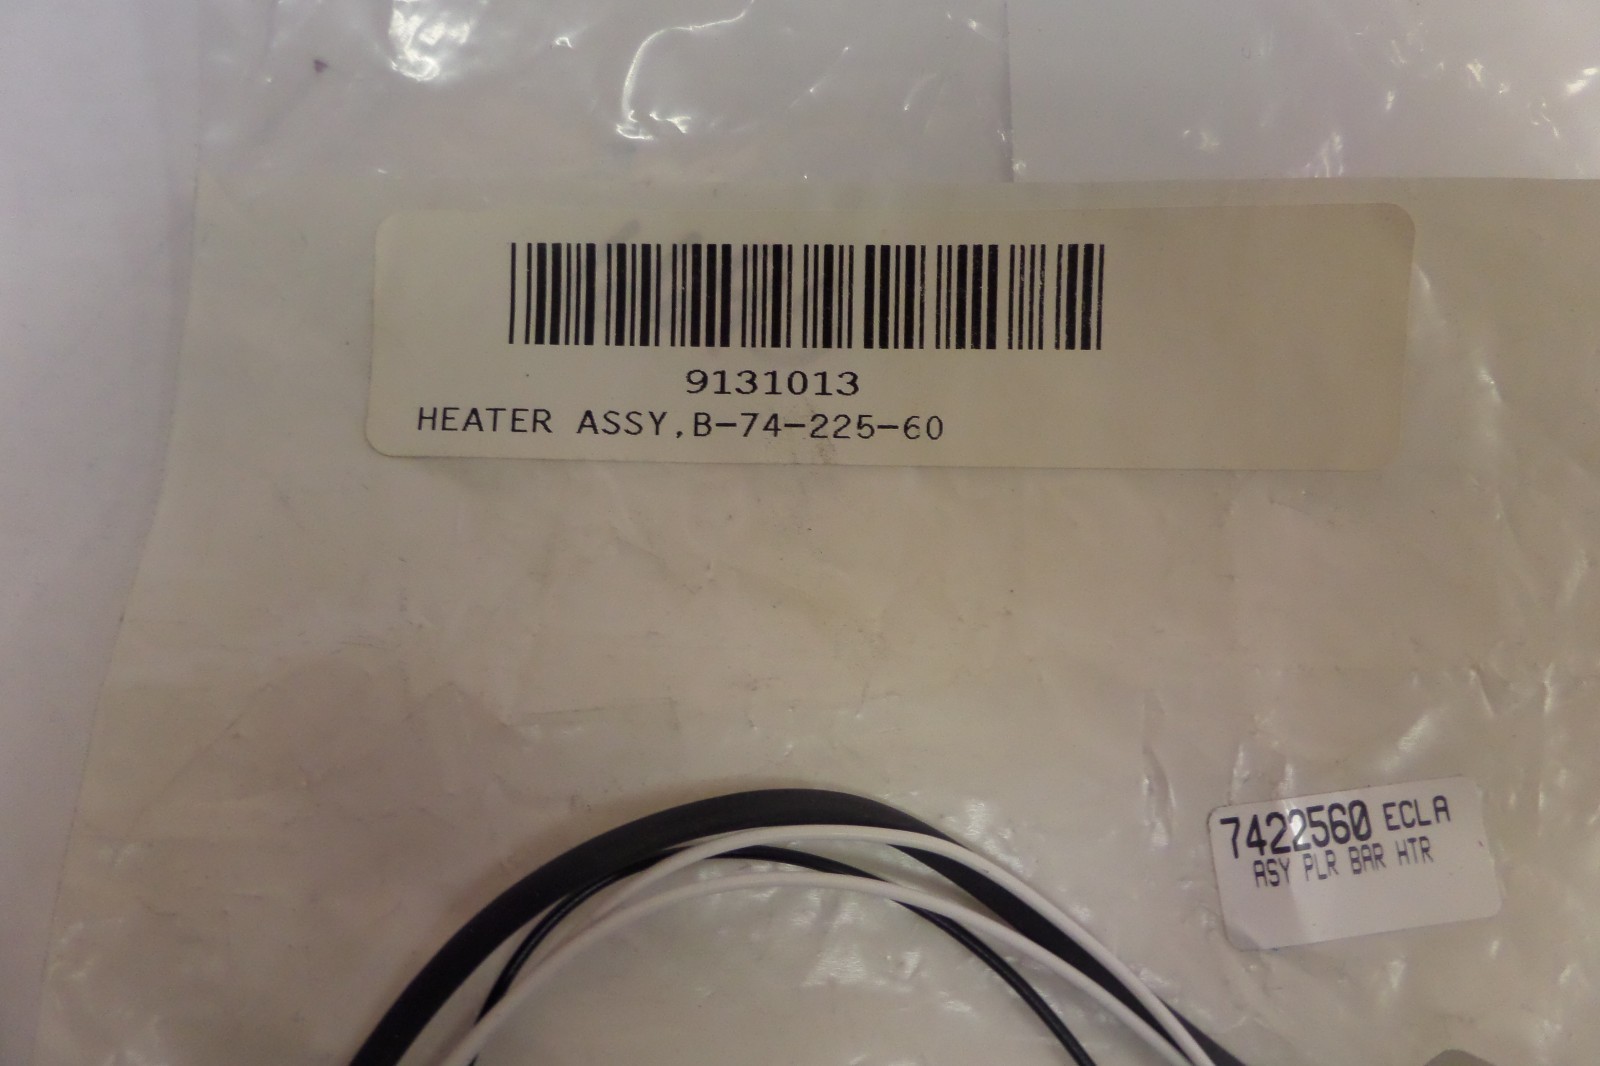 9131013
HEATER ASSY,B-74-225-60
7422560 ECLA
ASY PLR BAR HTR